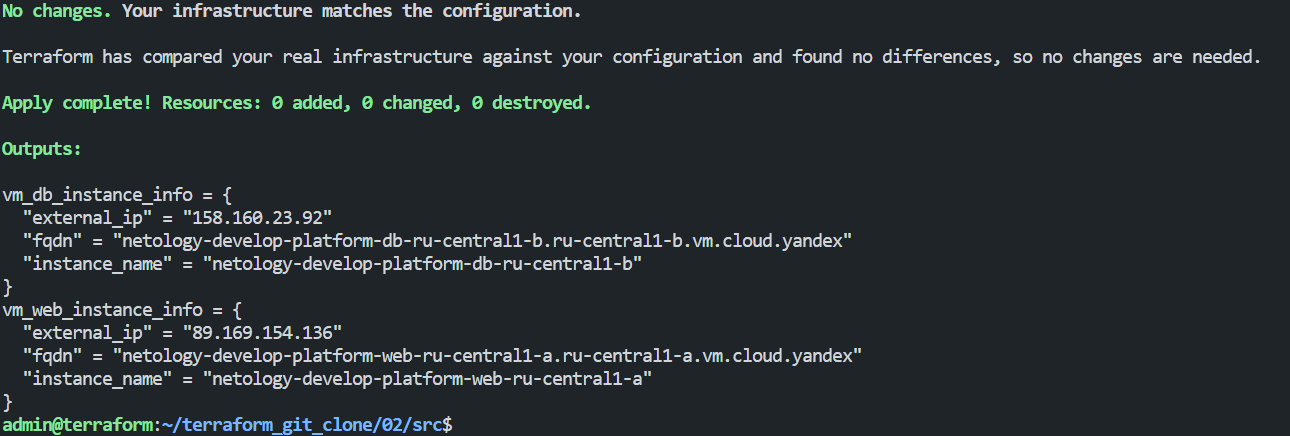 No changes. Your infrastructure matches the configuration.
Terraform has compared your real infrastructure against your configuration and found no differences, so no changes are needed.
Apply complete! Resources: 0 added, 0 changed, 0 destroyed.
Outputs:
vm_db_instance_info = {
  "external_ip" = "158.160.23.92"
  "fqdn" = "netology-develop-platform-db-ru-central1-b.ru-central1-b.vm.cloud.yandex"
  "instance_name" = "netology-develop-platform-db-ru-central1-b"
}
vm_web_instance_info = {
  "external_ip" = "89.169.154.136"
  "fqdn" = "netology-develop-platform-web-ru-central1-a.ru-central1-a.vm.cloud.yandex"
  "instance_name" = "netology-develop-platform-web-ru-central1-a"
}
admin@terraform:~/terraform_git_clone/02/src$